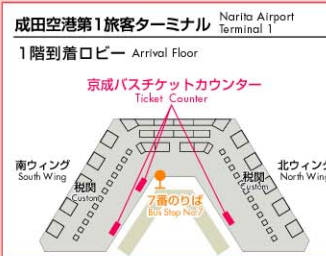 成田空港第1旅客ターミナル Narita Airport Terminal 1
1階到着ロビー Arrival Floor
京成バスチケットカウンター
Ticket Counter
南ウィング
South Wing
税関
Custom
7番のりば
Bus Stop No.7
税関
Custom
北ウィング
North Wing